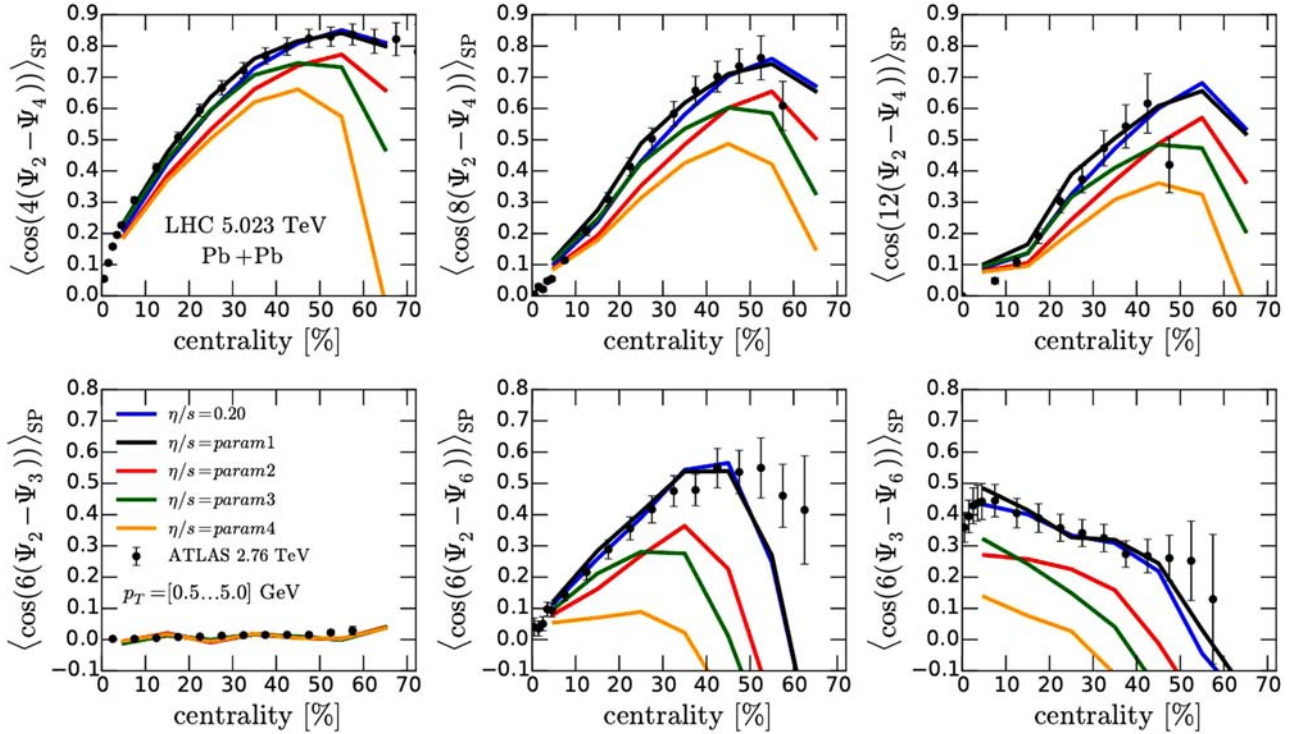 ⟨cos(4(Ψ₂−Ψ₄))⟩SP
0.9
0.8
0.7
0.6
0.5
0.4
0.3
0.2
0.1
0.0
LHC 5.023 TeV
Pb+Pb
0 10 20 30 40 50 60 70
centrality [%]
⟨cos(8(Ψ₂−Ψ₄))⟩SP
0.9
0.8
0.7
0.6
0.5
0.4
0.3
0.2
0.1
0.0
0 10 20 30 40 50 60 70
centrality [%]
⟨cos(12(Ψ₂−Ψ₄))⟩SP
0.9
0.8
0.7
0.6
0.5
0.4
0.3
0.2
0.1
0.0
0 10 20 30 40 50 60 70
centrality [%]
⟨cos(6(Ψ₂−Ψ₃))⟩SP
0.8
0.7
0.6
0.5
0.4
0.3
0.2
0.1
0.0
−0.1
η/s=0.20
η/s=param1
η/s=param2
η/s=param3
η/s=param4
ATLAS 2.76 TeV
pT=[0.5...5.0] GeV
0 10 20 30 40 50 60 70
centrality [%]
⟨cos(6(Ψ₂−Ψ₆))⟩SP
0.8
0.7
0.6
0.5
0.4
0.3
0.2
0.1
0.0
−0.1
0 10 20 30 40 50 60 70
centrality [%]
⟨cos(6(Ψ₃−Ψ₆))⟩SP
0.8
0.7
0.6
0.5
0.4
0.3
0.2
0.1
0.0
−0.1
0 10 20 30 40 50 60 70
centrality [%]